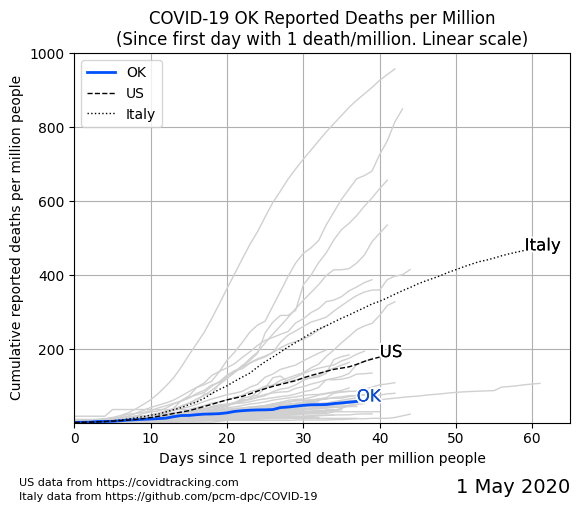 COVID-19 OK Reported Deaths per Million
(Since first day with 1 death/million. Linear scale)
Cumulative reported deaths per million people
1000
800
600
400
200
OK
US
Italy
Italy
US
OK
0
10
20
30
40
50
60
Days since 1 reported death per million people
US data from https://covidtracking.com
Italy data from https://github.com/pcm-dpc/COVID-19
1 May 2020